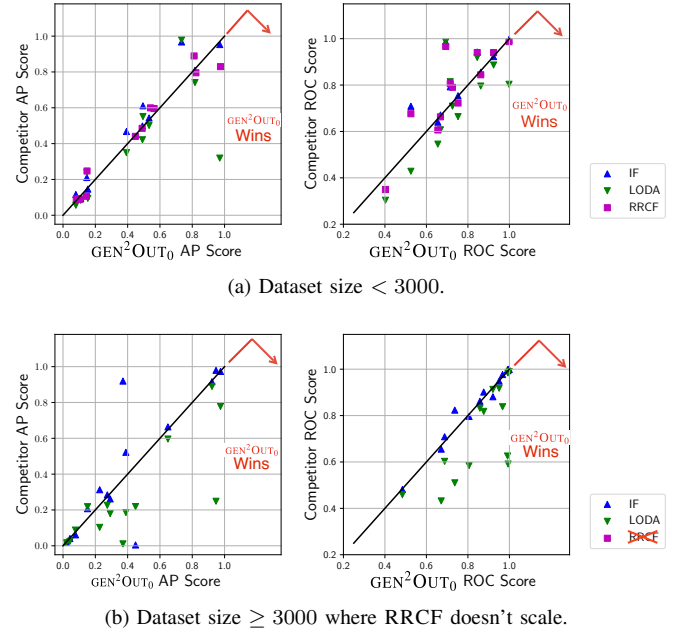 Competitor AP Score
1.0
0.8
0.6
0.4
0.2
0.0
0.0 0.2 0.4 0.6 0.8 1.0
GEN²OUT₀ AP Score
GEN²OUT₀
Wins
Competitor ROC Score
1.0
0.8
0.6
0.4
0.2
0.4 0.6 0.8 1.0
GEN²OUT₀ ROC Score
GEN²OUT₀
Wins
IF
LODA
RRCF
(a) Dataset size < 3000.
Competitor AP Score
1.0
0.8
0.6
0.4
0.2
0.0
0.0 0.2 0.4 0.6 0.8 1.0
GEN²OUT₀ AP Score
GEN²OUT₀
Wins
Competitor ROC Score
1.0
0.8
0.6
0.4
0.2
0.4 0.6 0.8 1.0
GEN²OUT₀ ROC Score
GEN²OUT₀
Wins
IF
LODA
RRCF
(b) Dataset size ≥ 3000 where RRCF doesn't scale.